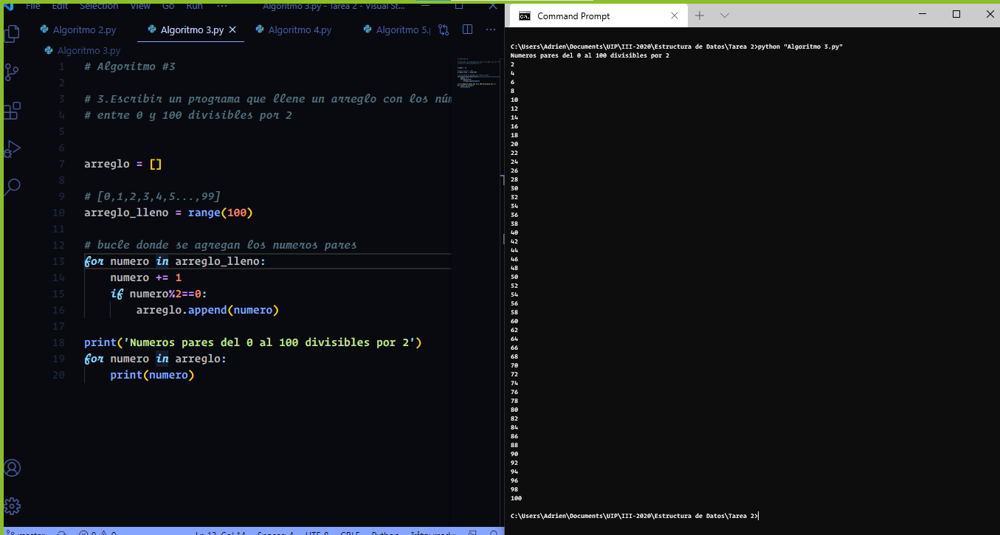 File Edit Selection View Go Run ··· Algoritmo 3.py - Tarea 2 - Visual St...
Algoritmo 2.py Algoritmo 3.py Algoritmo 4.py Algoritmo 5.
Algoritmo 3.py
1 # Algoritmo #3
2
3 # 3.Escribir un programa que llene un arreglo con los núm
4 # entre 0 y 100 divisibles por 2
5
6
7 arreglo = []
8
9 # [0,1,2,3,4,5...,99]
10 arreglo_lleno = range(100)
11
12 # bucle donde se agregan los numeros pares
13 for numero in arreglo_lleno:
14 numero += 1
15 if numero%2==0:
16 arreglo.append(numero)
17
18 print('Numeros pares del 0 al 100 divisibles por 2')
19 for numero in arreglo:
20 print(numero)
master 0 0 Ln 13, Col 14 Spaces: 4 UTF-8 CRLF Python
Command Prompt
C:\Users\Adrien\Documents\UIP\III-2020\Estructura de Datos\Tarea 2>python "Algoritmo 3.py"
Numeros pares del 0 al 100 divisibles por 2
2
4
6
8
10
12
14
16
18
20
22
24
26
28
30
32
34
36
38
40
42
44
46
48
50
52
54
56
58
60
62
64
66
68
70
72
74
76
78
80
82
84
86
88
90
92
94
96
98
100
C:\Users\Adrien\Documents\UIP\III-2020\Estructura de Datos\Tarea 2>